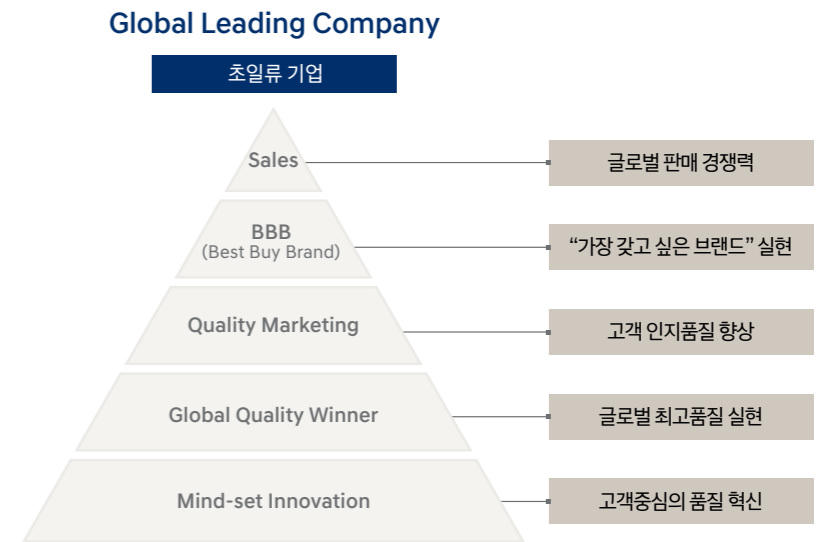 Global Leading Company
초일류 기업
Sales
글로벌 판매 경쟁력
BBB
(Best Buy Brand)
“가장 갖고 싶은 브랜드” 실현
Quality Marketing
고객 인지품질 향상
Global Quality Winner
글로벌 최고품질 실현
Mind-set Innovation
고객중심의 품질 혁신